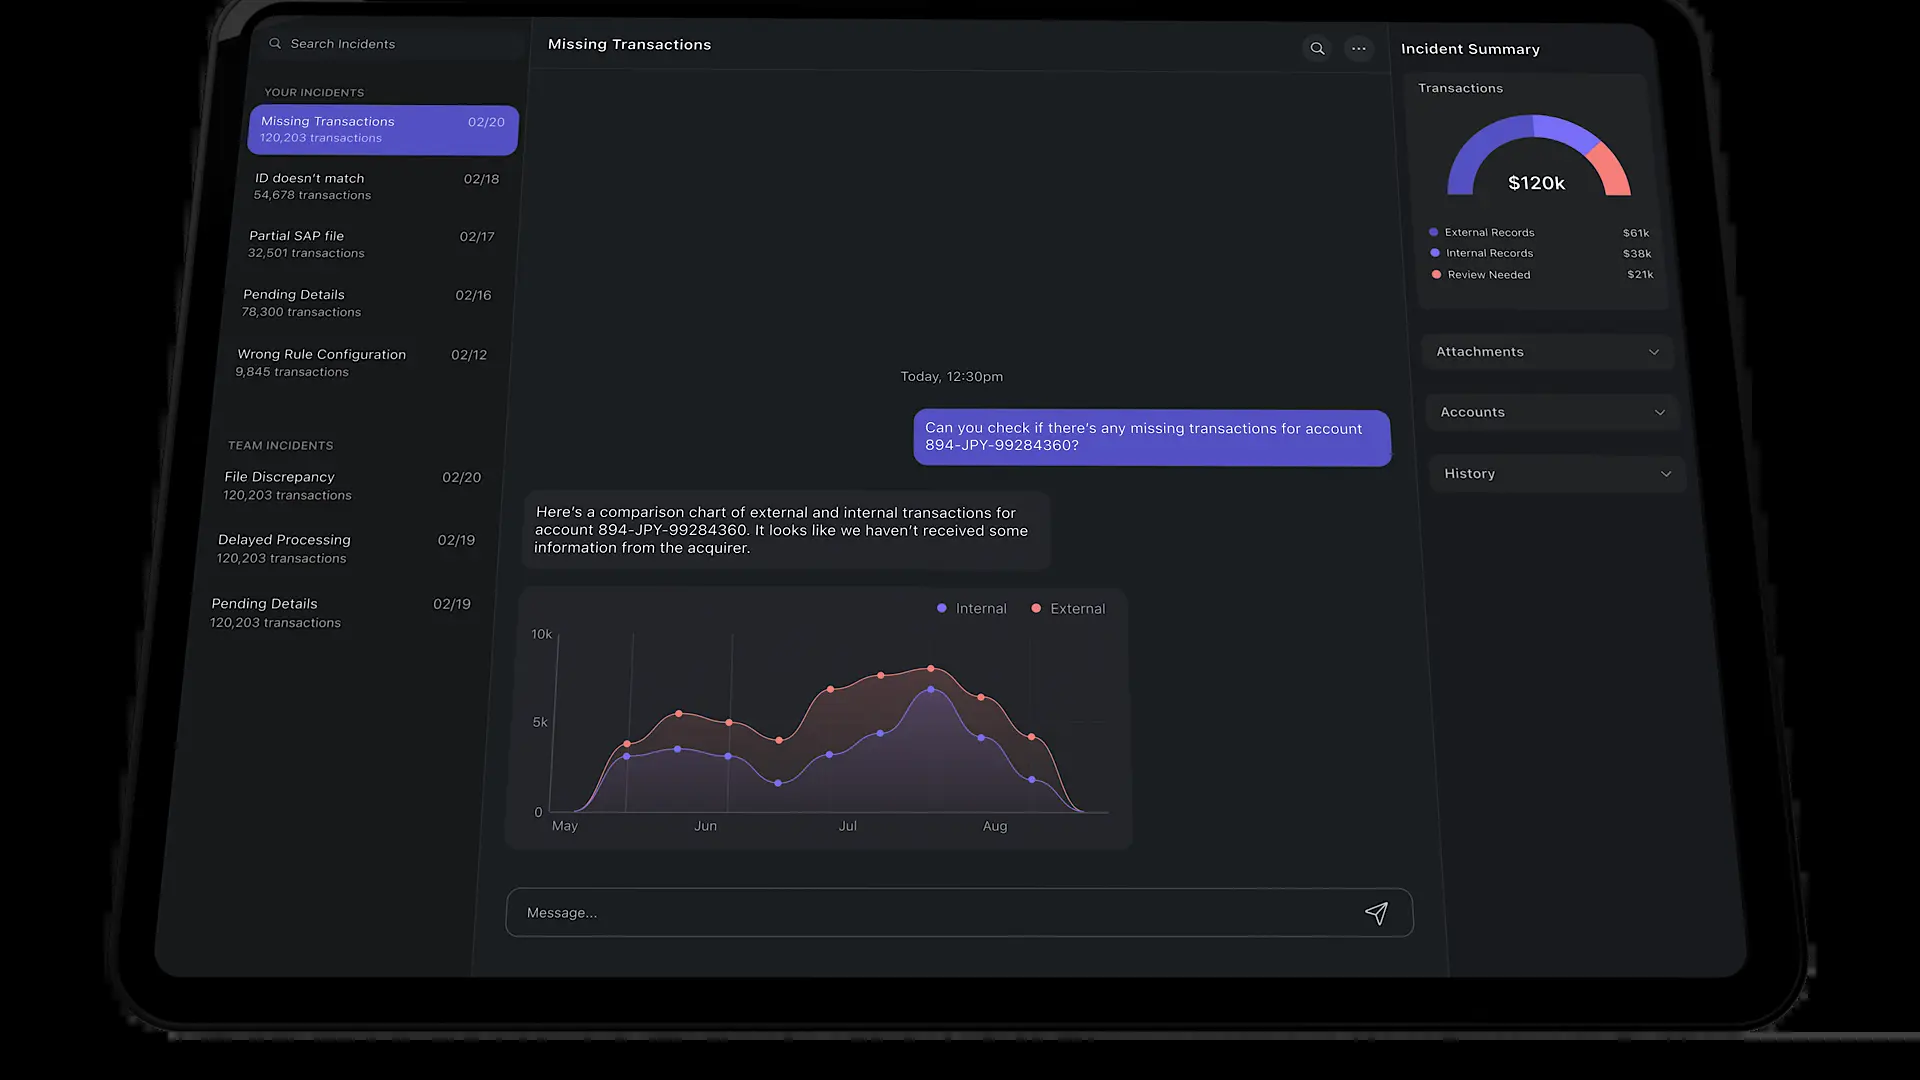 Search Incidents
YOUR INCIDENTS
Missing Transactions 02/20
120,203 transactions
ID doesn't match 02/18
54,678 transactions
Partial SAP file 02/17
32,501 transactions
Pending Details 02/16
78,300 transactions
Wrong Rule Configuration 02/12
9,845 transactions
TEAM INCIDENTS
File Discrepancy 02/20
120,203 transactions
Delayed Processing 02/19
120,203 transactions
Pending Details 02/19
120,203 transactions
Missing Transactions
Today, 12:30pm
Can you check if there's any missing transactions for account
894-JPY-99284360?
Here's a comparison chart of external and internal transactions for
account 894-JPY-99284360. It looks like we haven't received some
information from the acquirer.
Internal External
10k
5k
0
May Jun Jul Aug
Message...
Incident Summary
Transactions
$120k
External Records $61k
Internal Records $38k
Review Needed $21k
Attachments
Accounts
History